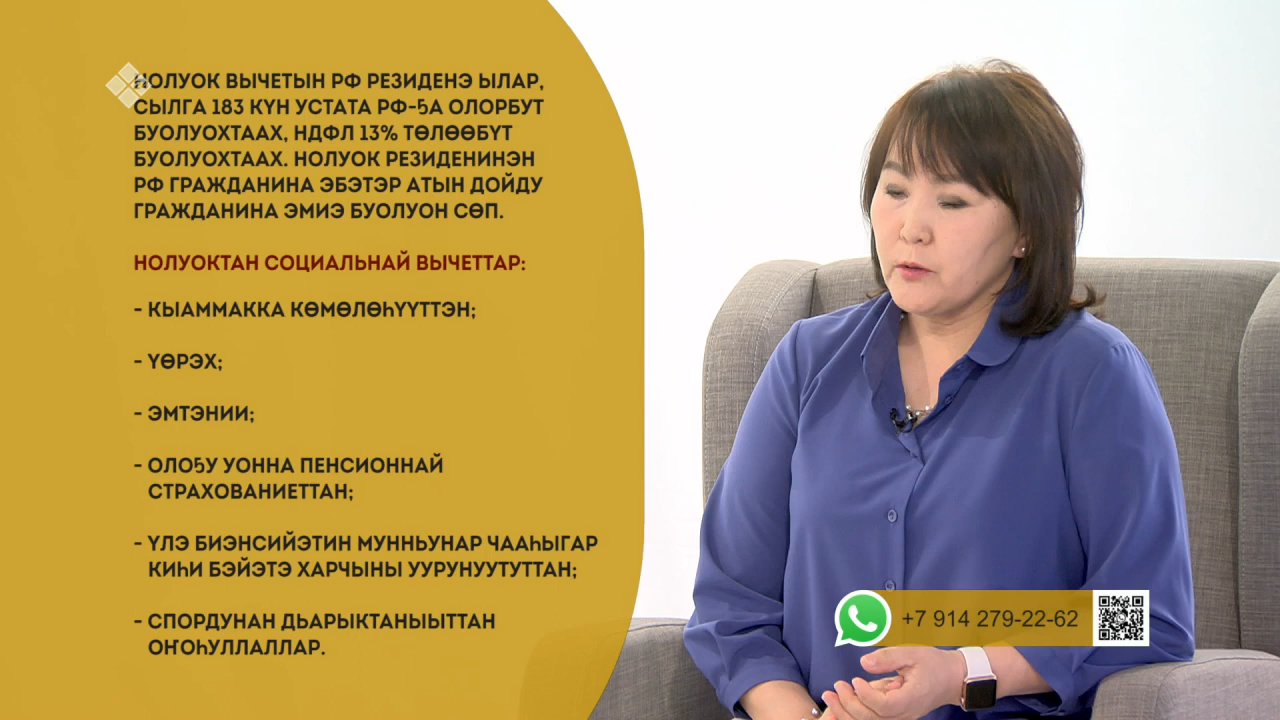 НОЛУОК ВЫЧЕТЫН РФ РЕЗИДЕНЭ ЫЛАР,
СЫЛГА 183 КҮН УСТАТА РФ-ҔА ОЛОРБУТ
БУОЛУОХТААХ, НДФЛ 13% ТӨЛӨӨБҮТ
БУОЛУОХТААХ. НОЛУОК РЕЗИДЕНИНЭН
РФ ГРАЖДАНИНА ЭБЭТЭР АТЫН ДОЙДУ
ГРАЖДАНИНА ЭМИЭ БУОЛУОН СӨП.
НОЛУОКТАН СОЦИАЛЬНАЙ ВЫЧЕТТАР:
- КЫАММАККА КӨМӨЛӨҺҮҮТТЭН;
- ҮӨРЭХ;
- ЭМТЭНИИ;
- ОЛОҔУ УОННА ПЕНСИОННАЙ
СТРАХОВАНИЕТТАН;
- ҮЛЭ БИЭНСИЙЭТИН МУННЬУНАР ЧААҺЫГАР
КИҺИ БЭЙЭТЭ ХАРЧЫНЫ УУРУНУУТУТТАН;
- СПОРДУНАН ДЬАРЫКТАНЫЫТТАН
ОҤОҺУЛЛАЛЛАР.
+7 914 279-22-62